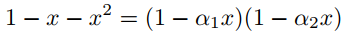 1 − x − x² = (1 − α₁x)(1 − α₂x)